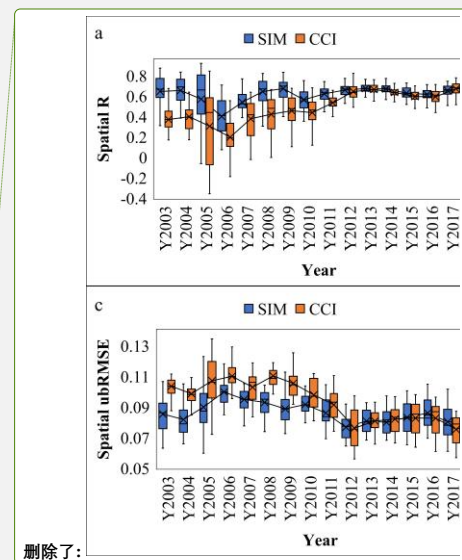 a
SIM CCI
Spatial R
0.8
0.6
0.4
0.2
0
-0.2
-0.4
Y2003 Y2004 Y2005 Y2006 Y2007 Y2008 Y2009 Y2010 Y2011 Y2012 Y2013 Y2014 Y2015 Y2016 Y2017
Year
c
SIM CCI
Spatial ubRMSE
0.13
0.11
0.09
0.07
0.05
Y2003 Y2004 Y2005 Y2006 Y2007 Y2008 Y2009 Y2010 Y2011 Y2012 Y2013 Y2014 Y2015 Y2016 Y2017
Year
删除了: